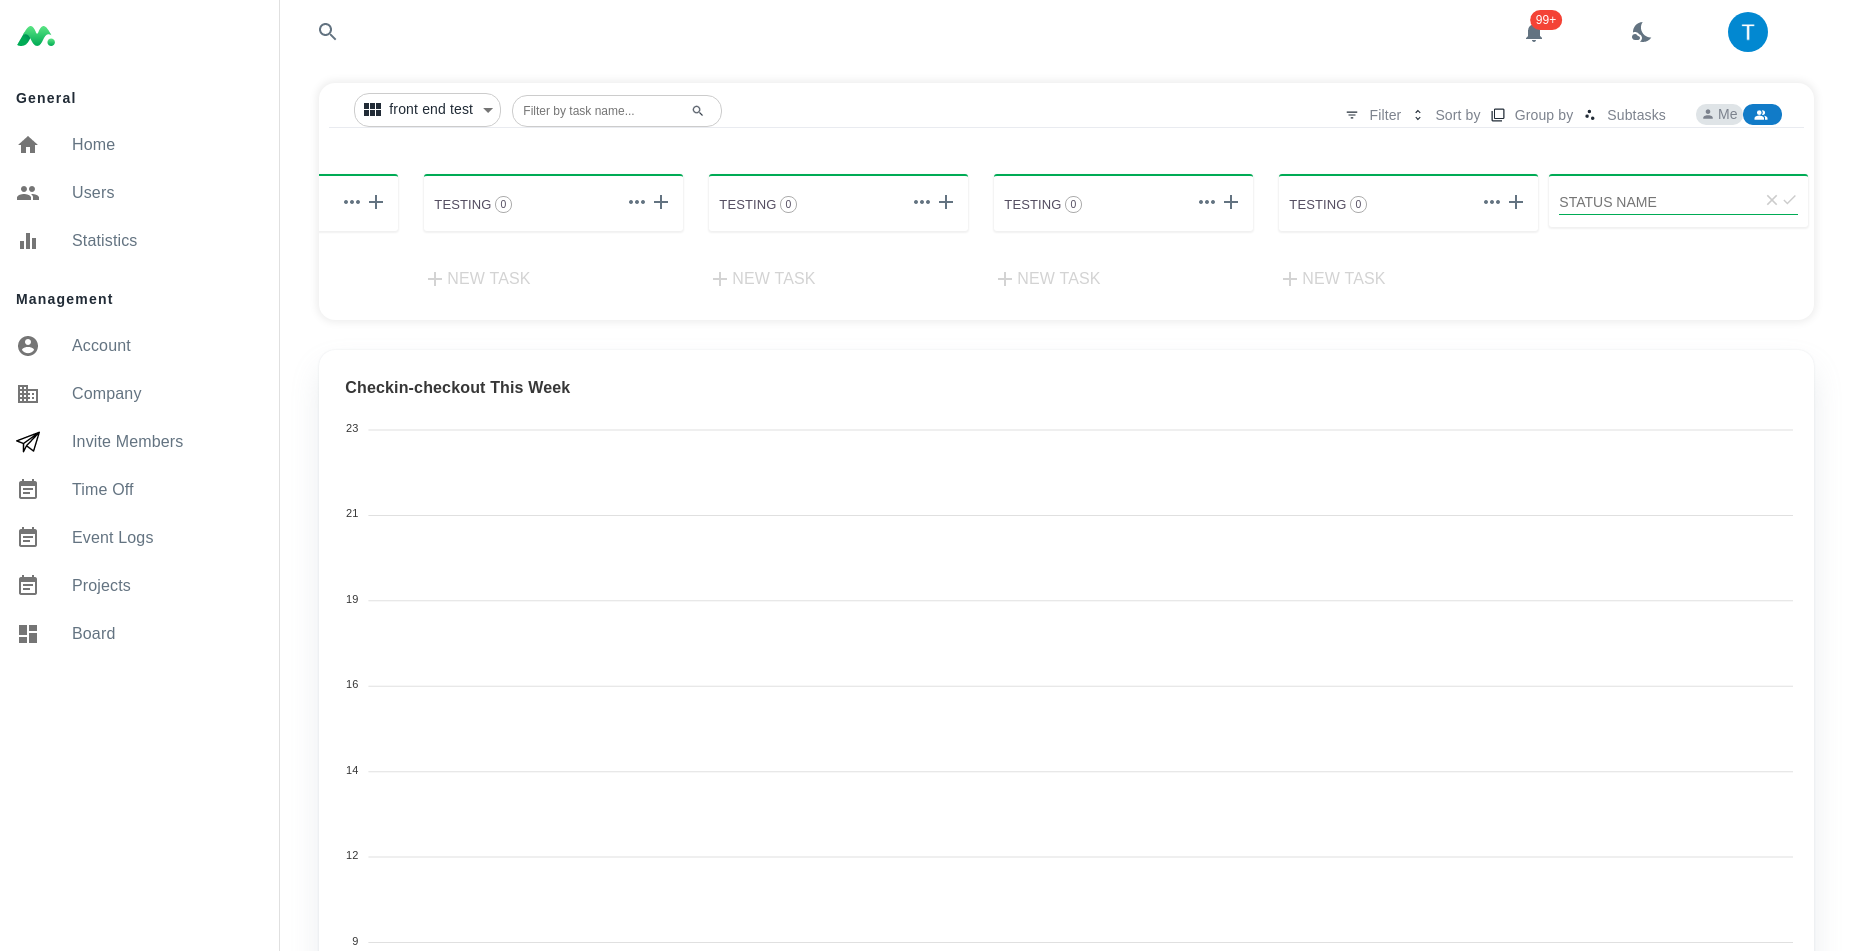 General
Home
Users
Statistics
Management
Account
Company
Invite Members
Time Off
Event Logs
Projects
Board
99+
T
front end test
Filter by task name...
Filter
Sort by
Group by
Subtasks
Me
TESTING 0
TESTING 0
TESTING 0
TESTING 0
STATUS NAME
NEW TASK
NEW TASK
NEW TASK
NEW TASK
Checkin-checkout This Week
23
21
19
16
14
12
9